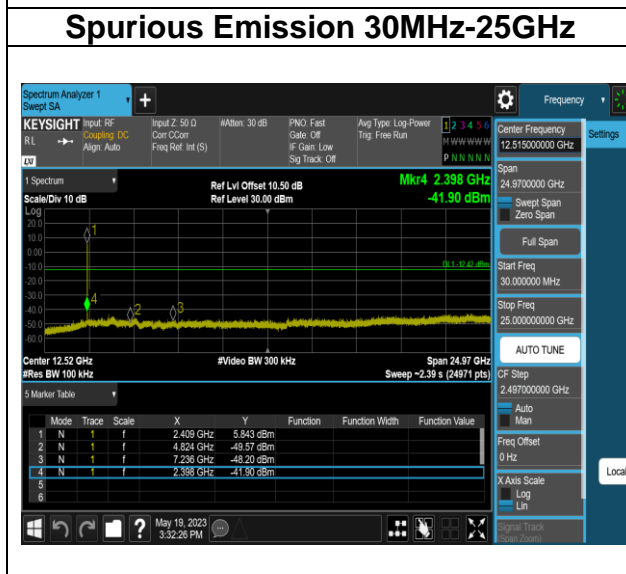 Spurious Emission 30MHz-25GHz
Spectrum Analyzer 1
Swept SA
Frequency
KEYSIGHT
RL
LXI
Input: RF
Coupling: DC
Align: Auto
Input Z: 50 Ω
Corr CCorr
Freq Ref: Int (S)
#Atten: 30 dB
PNO: Fast
Gate: Off
IF Gain: Low
Sig Track: Off
Avg Type: Log-Power
Trig: Free Run
1 2 3 4 5 6
M W W W W W
P N N N N N
Center Frequency
12.515000000 GHz
Settings
1 Spectrum
Scale/Div 10 dB
Log
Ref Lvl Offset 10.50 dB
Ref Level 30.00 dBm
Mkr4 2.398 GHz
-41.90 dBm
20.0
10.0
0.00
-10.0
-20.0
-30.0
-40.0
-50.0
-60.0
1
4
2
3
DL1 -12.42 dBm
Center 12.52 GHz
#Res BW 100 kHz
#Video BW 300 kHz
Span 24.97 GHz
Sweep ~2.39 s (24971 pts)
Span
24.9700000 GHz
Swept Span
Zero Span
Full Span
Start Freq
30.000000 MHz
Stop Freq
25.000000000 GHz
AUTO TUNE
CF Step
2.497000000 GHz
Auto
Man
Freq Offset
0 Hz
X Axis Scale
Log
Lin
Signal Track
(Span Zoom)
Local
5 Marker Table
Mode Trace Scale X Y Function Function Width Function Value
1 N 1 f 2.409 GHz 5.843 dBm
2 N 1 f 4.824 GHz -49.57 dBm
3 N 1 f 7.236 GHz -48.20 dBm
4 N 1 f 2.398 GHz -41.90 dBm
5
6
?
May 19, 2023
3:32:26 PM